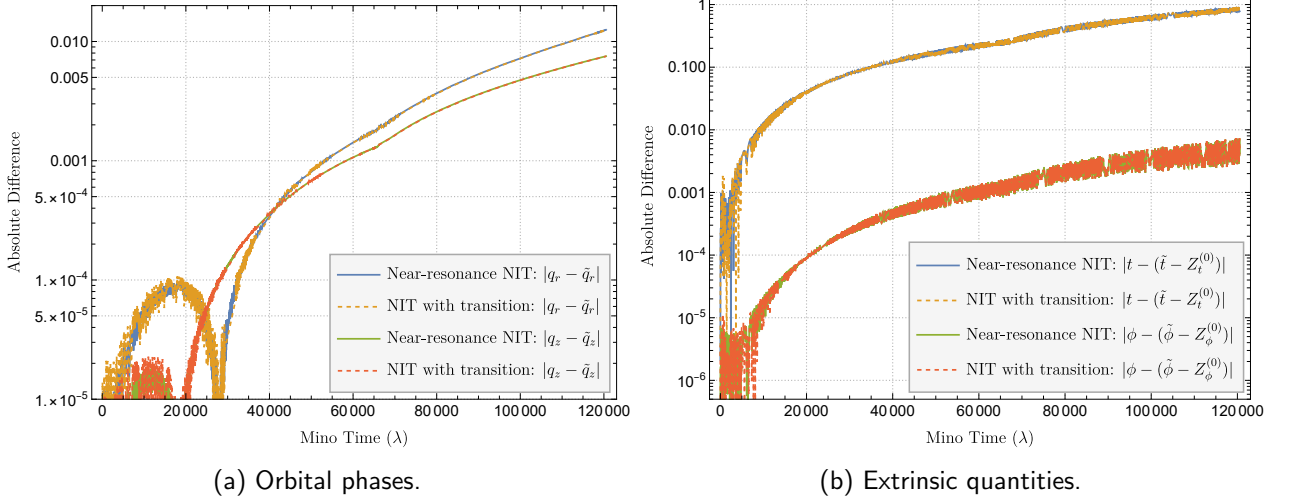 0.010
0.005
0.001
5.×10⁻⁴
1.×10⁻⁴
5.×10⁻⁵
1.×10⁻⁵
Absolute Difference
Near-resonance NIT: |q_r − q̃_r|
NIT with transition: |q_r − q̃_r|
Near-resonance NIT: |q_z − q̃_z|
NIT with transition: |q_z − q̃_z|
0 20 000 40 000 60 000 80 000 100 000 120 000
Mino Time (λ)
(a) Orbital phases.
1
0.100
0.010
0.001
10⁻⁴
10⁻⁵
10⁻⁶
Absolute Difference
Near-resonance NIT: |t − (t̃ − Z_t^{(0)})|
NIT with transition: |t − (t̃ − Z_t^{(0)})|
Near-resonance NIT: |ϕ − (ϕ̃ − Z_ϕ^{(0)})|
NIT with transition: |ϕ − (ϕ̃ − Z_ϕ^{(0)})|
0 20 000 40 000 60 000 80 000 100 000 120 000
Mino Time (λ)
(b) Extrinsic quantities.